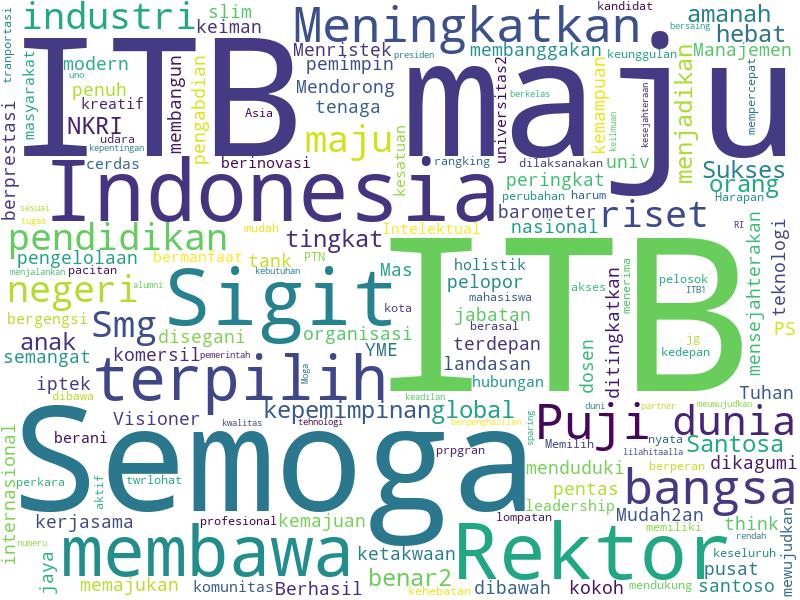 industri
slim
keiman
Meningkatkan
kandidat
amanah
hebat
tranportasi
masyarakat
modern
penuh
kreatif
NKRI
udara
kepentingan
membangun
pengabdian
ITB
Menristek
pemimpin
presiden
Mendorong
tenaga
Asia
membanggakan
universitas2
berkelas
keunggulan
kemampuan
keilmuan
kesejahteraan
bersaing
menjadikan
Manajemen
mempercepat
maju
maju
berprestasi
uno
cerdas
berinovasi
kesatuan
rangking
dilaksanakan
univ
peringkat
Sukses
orang
Harapan
Indonesia
perubahan
harum
barometer
riset
nasional
RI
sesuai
tugas
pendidikan
mudah
tingkat
Intelektual
pengelolaan
bermanfaat
tank
PTN
menjalankan
pacitan
alumni
kebutuhan
Mas
holistik
pelopor
mahasiswa
akses
menerima
pelosok
ITB1
mensejahterakan
teknologi
negeri
Sigit
kota
jabatan
ITB
bergengsi
Smg
disegani
organisasi
berasal
terdepan
dosen
ditingkatkan
jg
kedepan
PS
anak
semangat
komersil
pemerintah
YME
landasan
hubungan
iptek
dibawa
terpilih
Moga
keadilan
duni
partner
meuwujudkan
Tuhan
Visioner
kwalitas
kepemimpinan
tehnologi
global
berpenghasilan
sparing
Puji
dunia
Memilih
nyata
lilahitaalla
Santosa
Semoga
berani
internasional
perkara
aktif
twrlohat
prpgran
menduduki
berperan
dikagumi
pentas
bangsa
leadership
kerjasama
profesional
kemajuan
lompatan
Mudah2an
memiliki
think
mewujudkan
numeru
jaya
membawa
ketakwaan
Rektor
rendah
keseluruh
pusat
memajukan
komunitas
Berhasil
benar2
kehebatan
dibawah
kokoh
mendukung
santoso